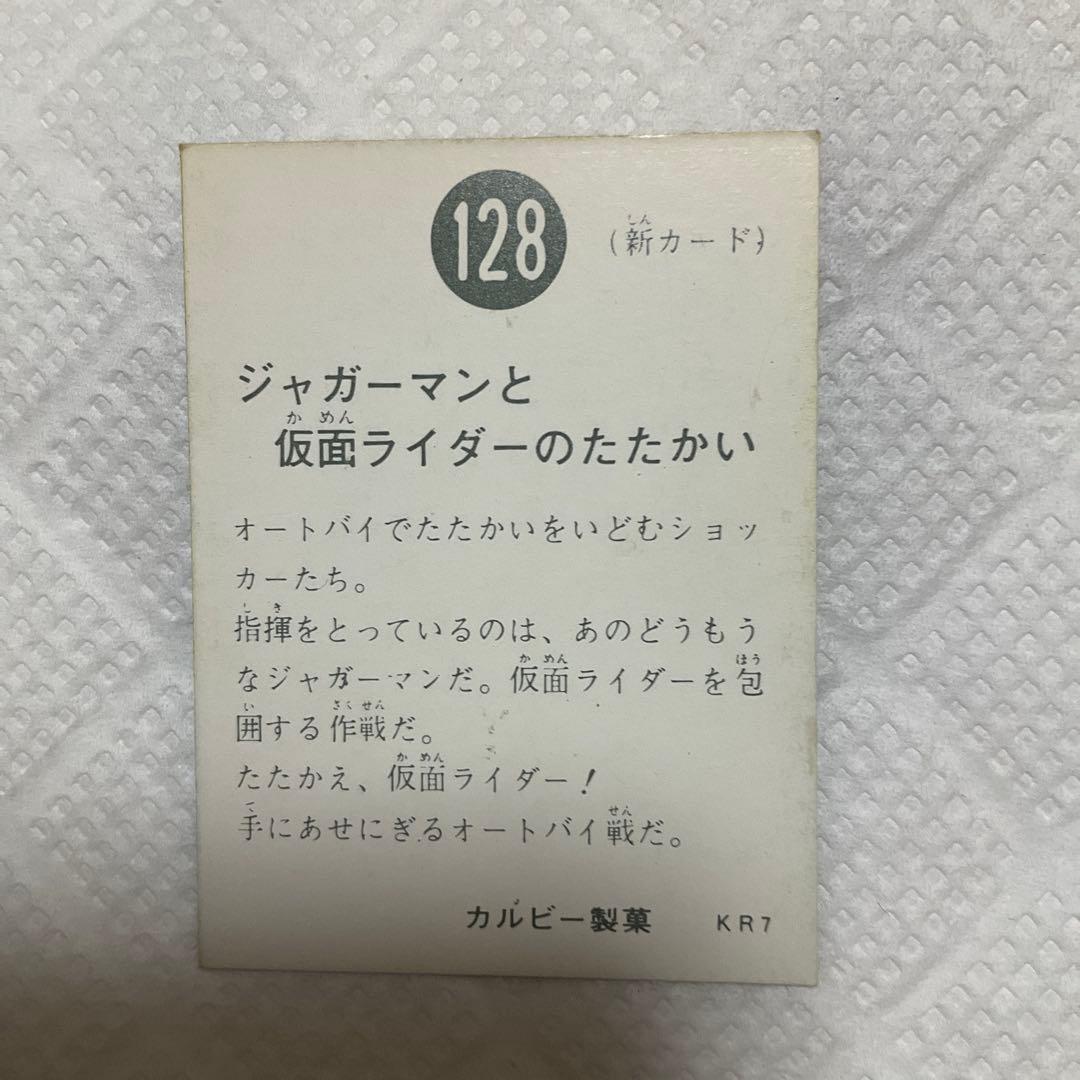 128
(新カード)
ジャガーマンと
仮面ライダーのたたかい
オートバイでたたかいをいどむショッ
カーたち。
指揮をとっているのは、あのどうもう
なジャガーマンだ。仮面ライダーを包
囲する作戦だ。
たたかえ、仮面ライダー!
手にあせにぎるオートバイ戦だ。
カルビー製菓 KR7